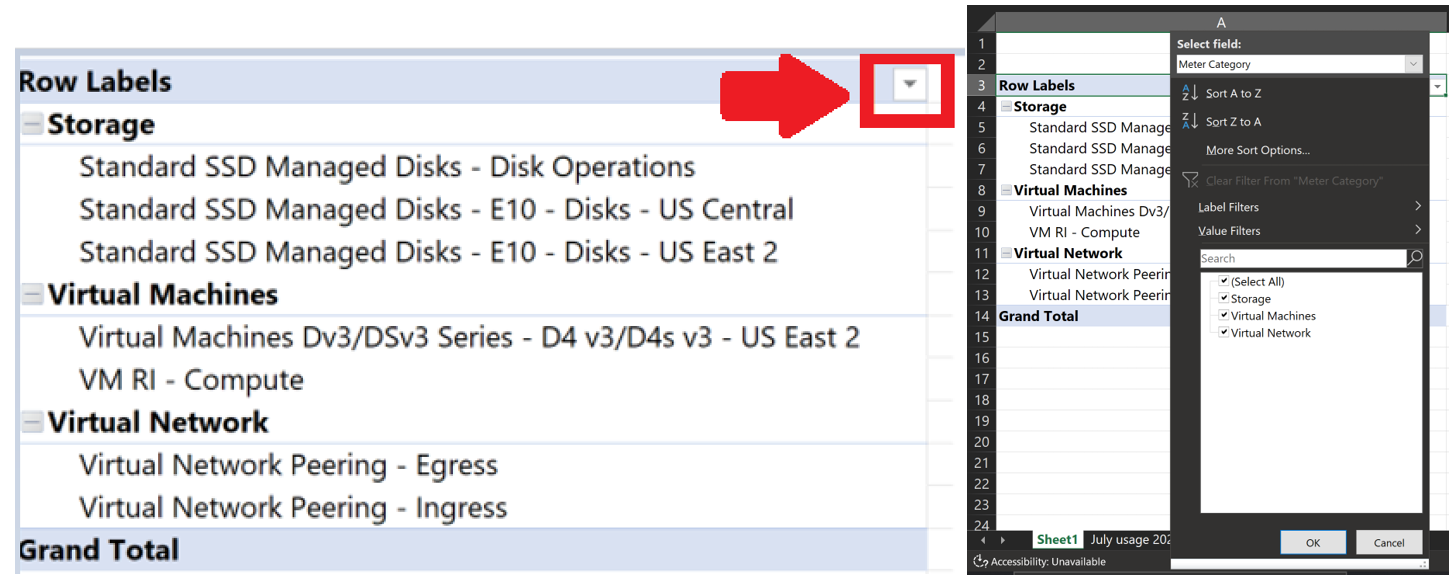 Row Labels
Storage
Standard SSD Managed Disks - Disk Operations
Standard SSD Managed Disks - E10 - Disks - US Central
Standard SSD Managed Disks - E10 - Disks - US East 2
Virtual Machines
Virtual Machines Dv3/DSv3 Series - D4 v3/D4s v3 - US East 2
VM RI - Compute
Virtual Network
Virtual Network Peering - Egress
Virtual Network Peering - Ingress
Grand Total
A
1
2
3 Row Labels
4 Storage
5 Standard SSD Manage
6 Standard SSD Manage
7 Standard SSD Manage
8 Virtual Machines
9 Virtual Machines Dv3/
10 VM RI - Compute
11 Virtual Network
12 Virtual Network Peerin
13 Virtual Network Peerin
14 Grand Total
15
16
17
18
19
20
21
22
23
24
Select field:
Meter Category
Sort A to Z
Sort Z to A
More Sort Options...
Clear Filter From "Meter Category"
Label Filters
Value Filters
Search
(Select All)
Storage
Virtual Machines
Virtual Network
OK Cancel
Sheet1 July usage 202
Accessibility: Unavailable